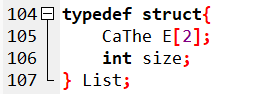 104 typedef struct{
105     CaThe E[2];
106     int size;
107 } List;